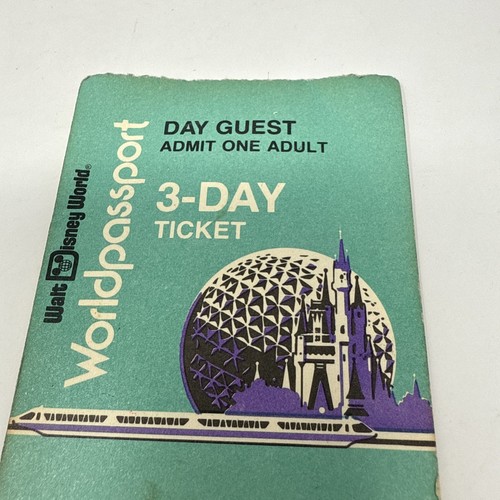 DAY GUEST
ADMIT ONE ADULT
3-DAY
TICKET
Walt Disney World®
Worldpassport